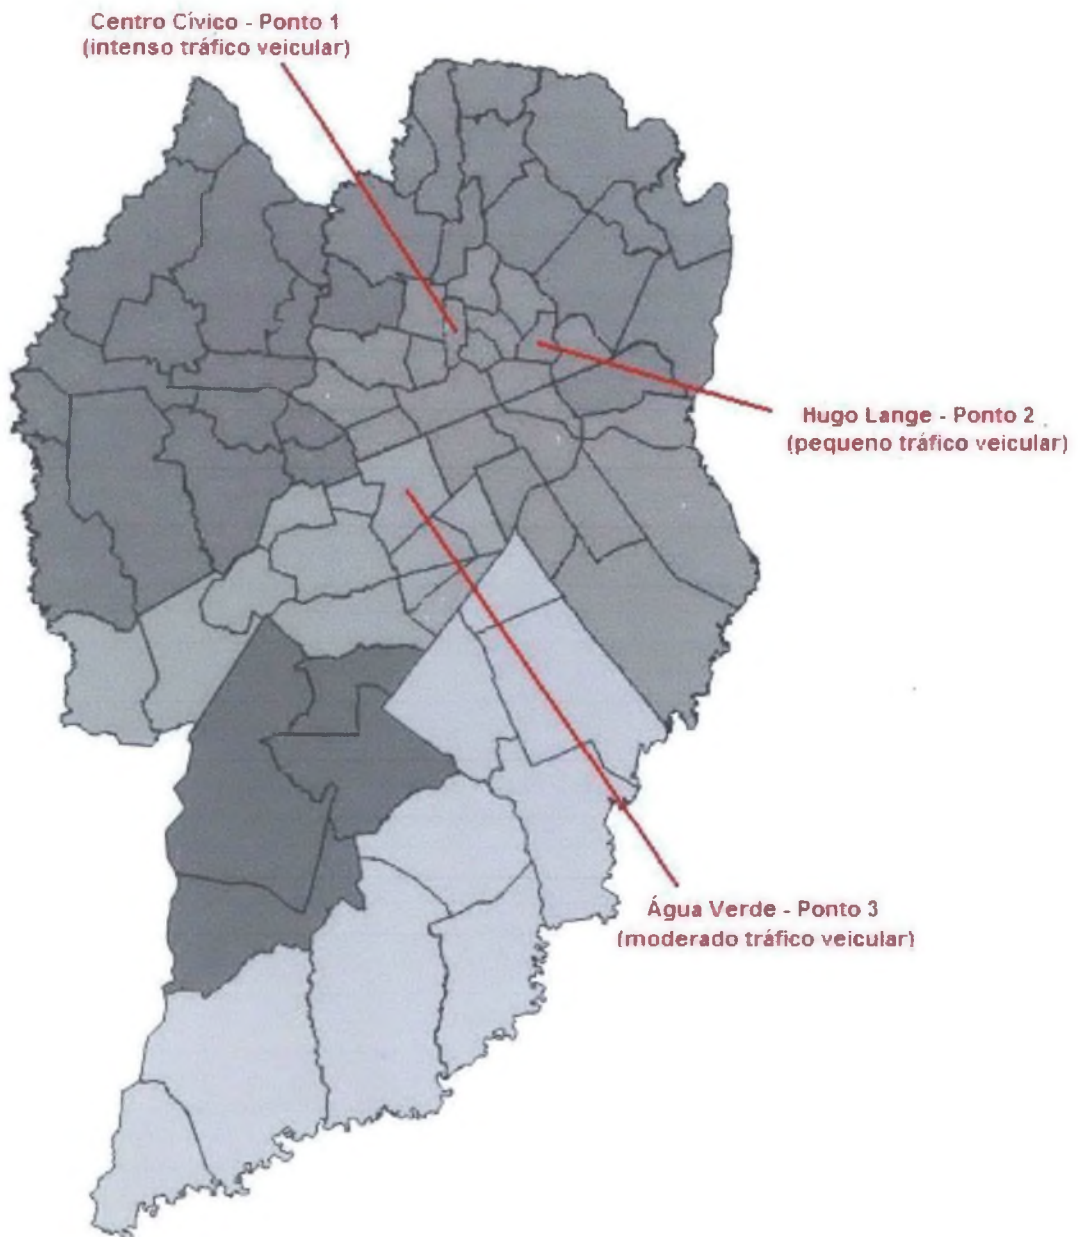 Centro Cívico - Ponto 1
(intenso tráfico veicular)
Hugo Lange - Ponto 2
(pequeno tráfico veicular)
Água Verde - Ponto 3
(moderado tráfico veicular)